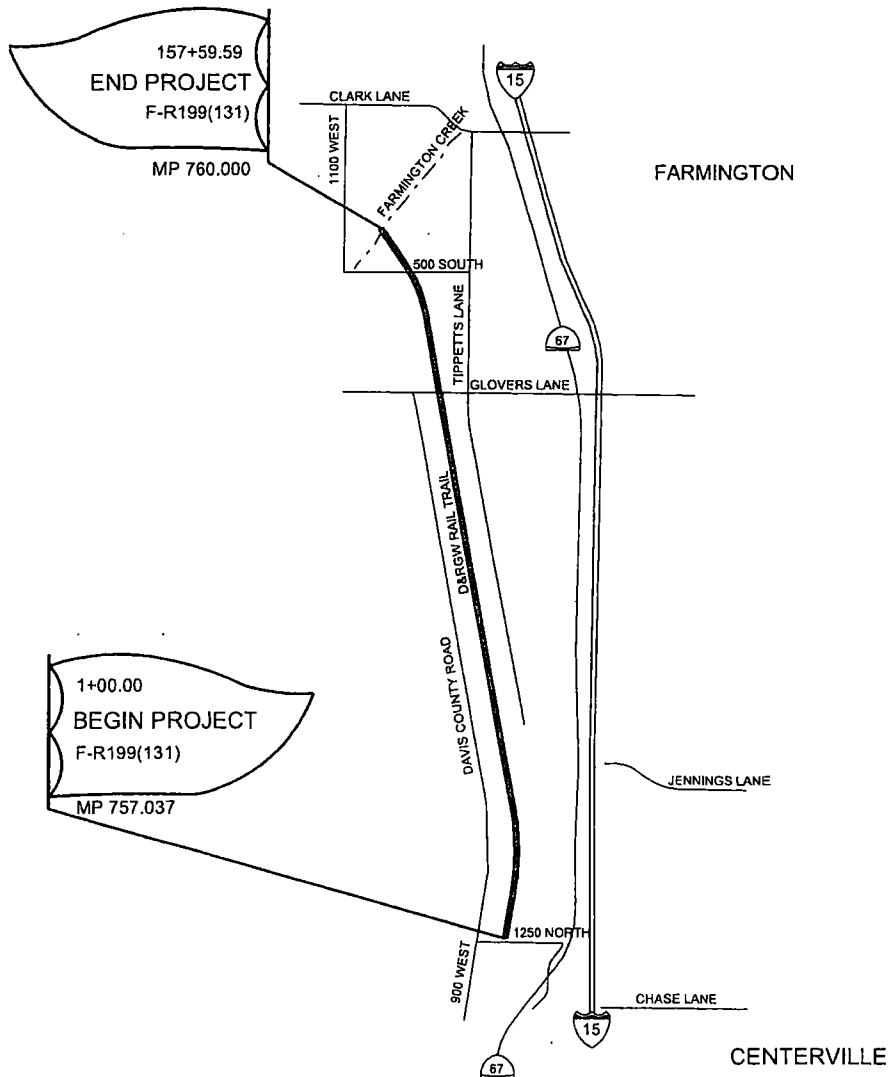 157+59.59
END PROJECT
F-R199(131)
MP 760.000
15
CLARK LANE
1100 WEST
FARMINGTON CREEK
FARMINGTON
500 SOUTH
TIPPETTS LANE
67
GLOVERS LANE
D&RGW RAIL TRAIL
DAVIS COUNTY ROAD
1+00.00
BEGIN PROJECT
F-R199(131)
MP 757.037
JENNINGS LANE
1250 NORTH
900 WEST
CHASE LANE
15
CENTERVILLE
67